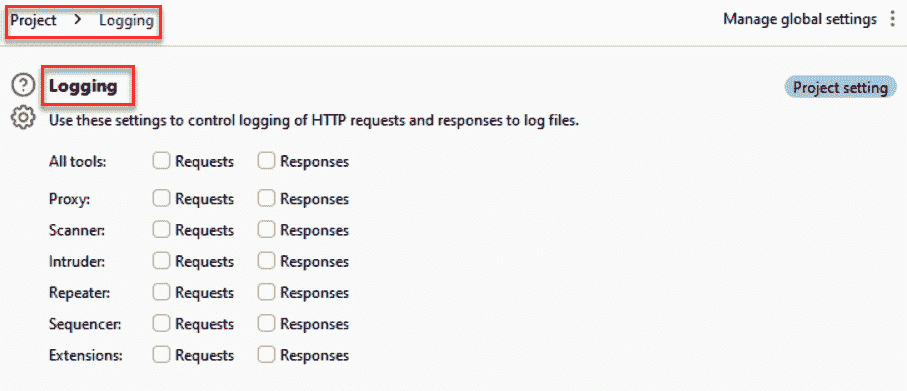 Project > Logging
Manage global settings
Logging
Project setting
Use these settings to control logging of HTTP requests and responses to log files.
All tools: Requests Responses
Proxy: Requests Responses
Scanner: Requests Responses
Intruder: Requests Responses
Repeater: Requests Responses
Sequencer: Requests Responses
Extensions: Requests Responses